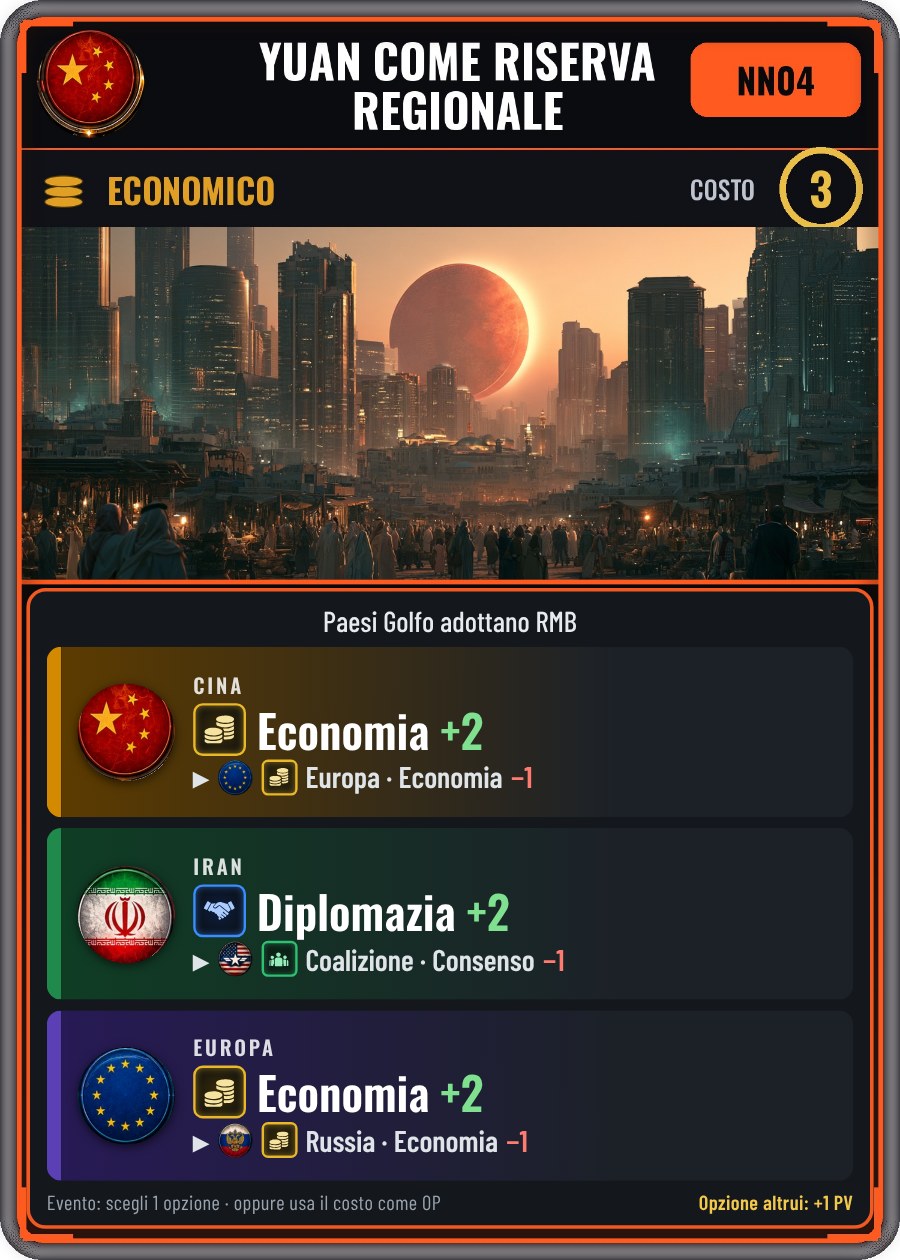 YUAN COME RISERVA
REGIONALE
NN04
ECONOMICO
COSTO
3
Paesi Golfo adottano RMB
CINA
Economia +2
▶ Europa · Economia −1
IRAN
Diplomazia +2
▶ Coalizione · Consenso −1
EUROPA
Economia +2
▶ Russia · Economia −1
Evento: scegli 1 opzione · oppure usa il costo come OP
Opzione altrui: +1 PV